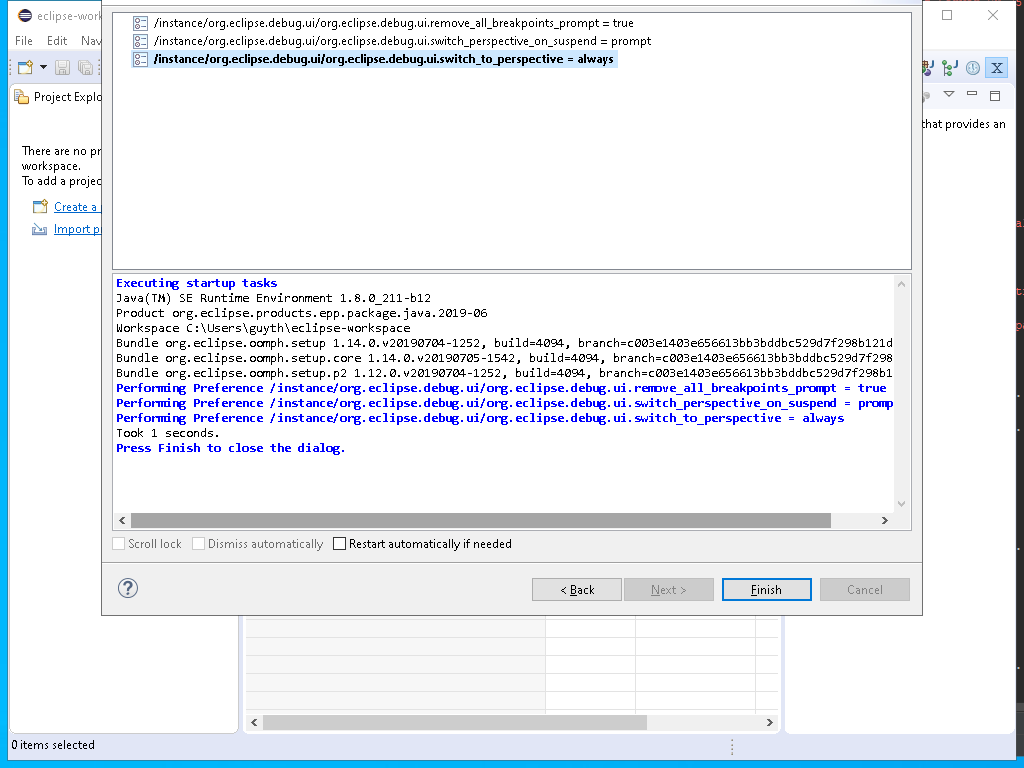 eclipse-work
File Edit Nav
Project Explo
There are no pr
workspace.
To add a projec
Create a
Import pr
that provides an
/instance/org.eclipse.debug.ui/org.eclipse.debug.ui.remove_all_breakpoints_prompt = true
/instance/org.eclipse.debug.ui/org.eclipse.debug.ui.switch_perspective_on_suspend = prompt
/instance/org.eclipse.debug.ui/org.eclipse.debug.ui.switch_to_perspective = always
Executing startup tasks
Java(TM) SE Runtime Environment 1.8.0_211-b12
Product org.eclipse.products.epp.package.java.2019-06
Workspace C:\Users\guyth\eclipse-workspace
Bundle org.eclipse.oomph.setup 1.14.0.v20190704-1252, build=4094, branch=c003e1403e656613bb3bddbc529d7f298b121d
Bundle org.eclipse.oomph.setup.core 1.14.0.v20190705-1542, build=4094, branch=c003e1403e656613bb3bddbc529d7f298
Bundle org.eclipse.oomph.setup.p2 1.12.0.v20190704-1252, build=4094, branch=c003e1403e656613bb3bddbc529d7f298b1
Performing Preference /instance/org.eclipse.debug.ui/org.eclipse.debug.ui.remove_all_breakpoints_prompt = true
Performing Preference /instance/org.eclipse.debug.ui/org.eclipse.debug.ui.switch_perspective_on_suspend = promp
Performing Preference /instance/org.eclipse.debug.ui/org.eclipse.debug.ui.switch_to_perspective = always
Took 1 seconds.
Press Finish to close the dialog.
Scroll lock Dismiss automatically Restart automatically if needed
? < Back Next > Finish Cancel
0 items selected